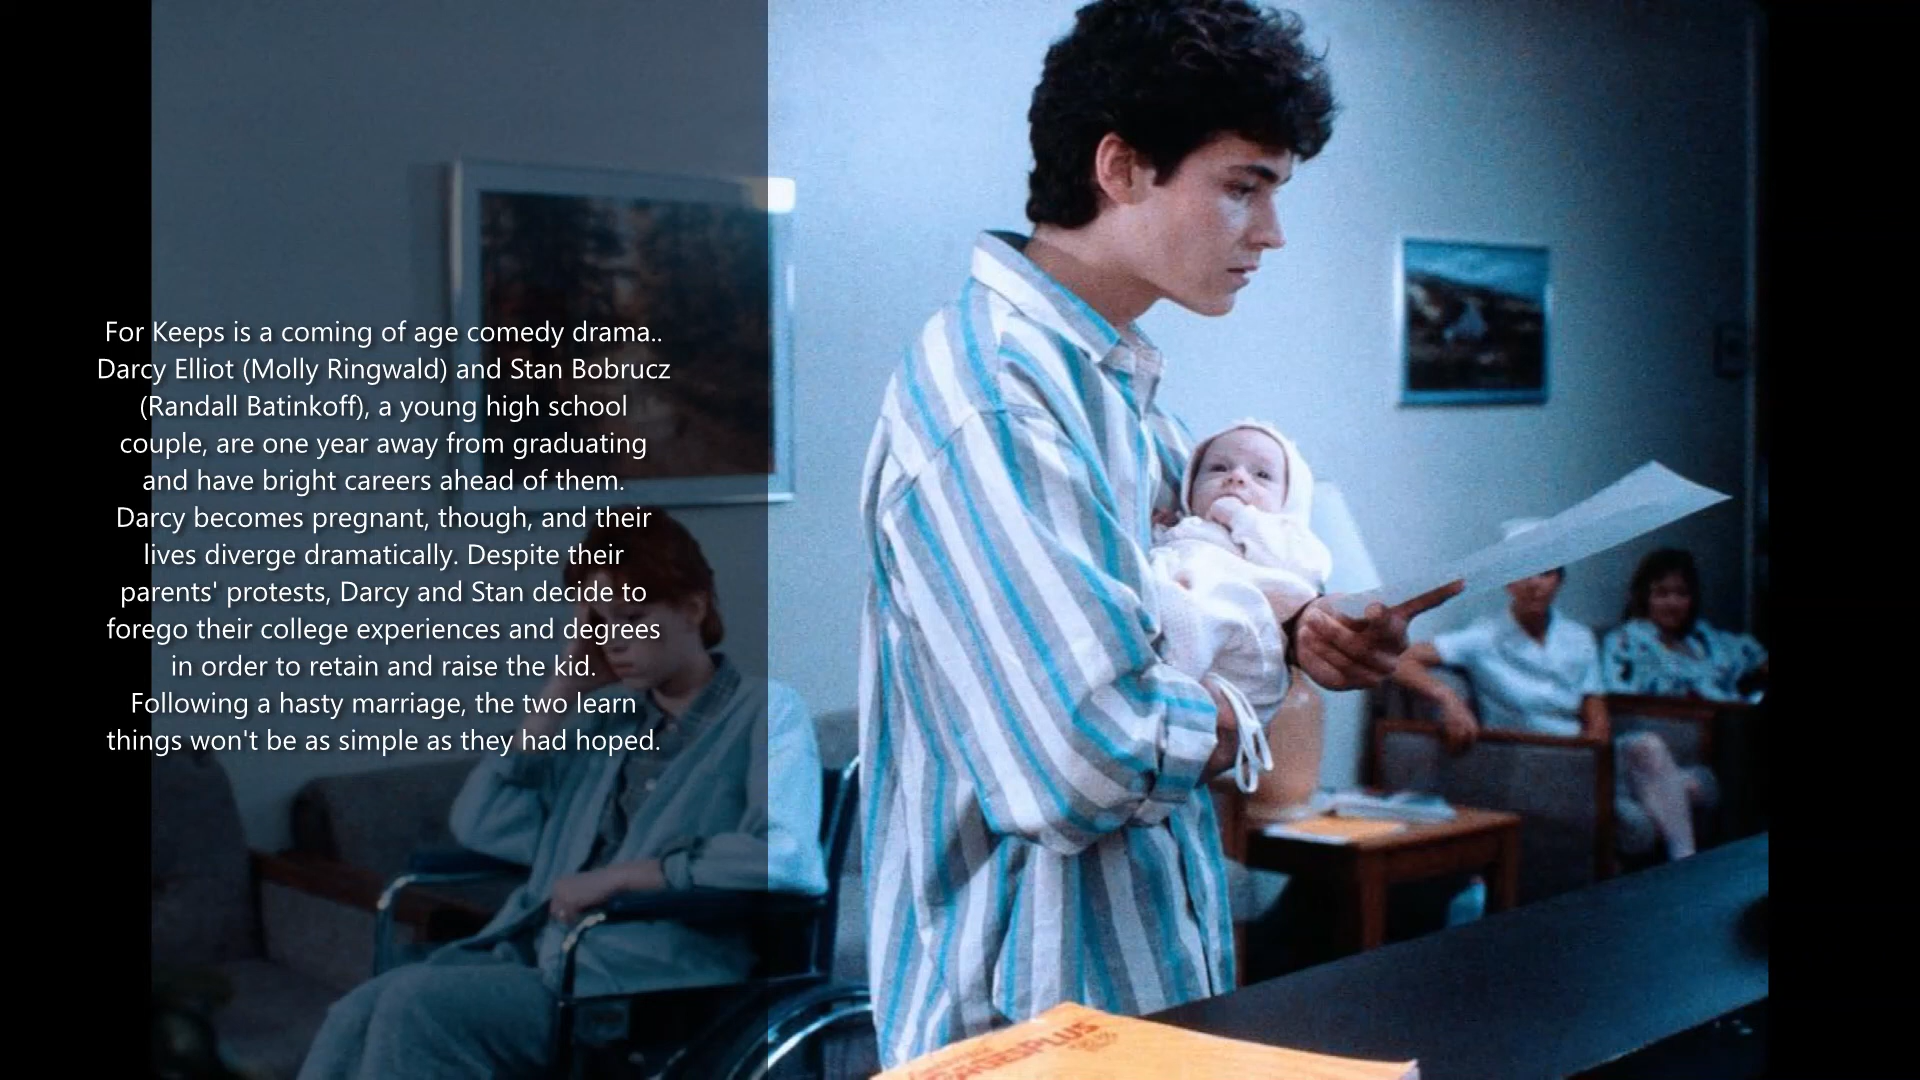 For Keeps is a coming of age comedy drama..
Darcy Elliot (Molly Ringwald) and Stan Bobrucz
(Randall Batinkoff), a young high school
couple, are one year away from graduating
and have bright careers ahead of them.
Darcy becomes pregnant, though, and their
lives diverge dramatically. Despite their
parents' protests, Darcy and Stan decide to
forego their college experiences and degrees
in order to retain and raise the kid.
Following a hasty marriage, the two learn
things won't be as simple as they had hoped.